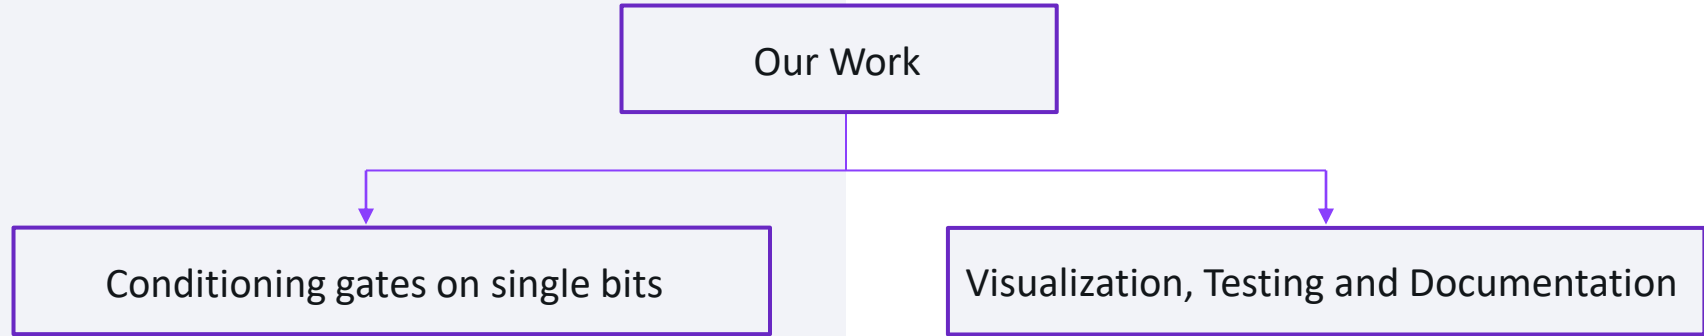 Our Work
Conditioning gates on single bits
Visualization, Testing and Documentation